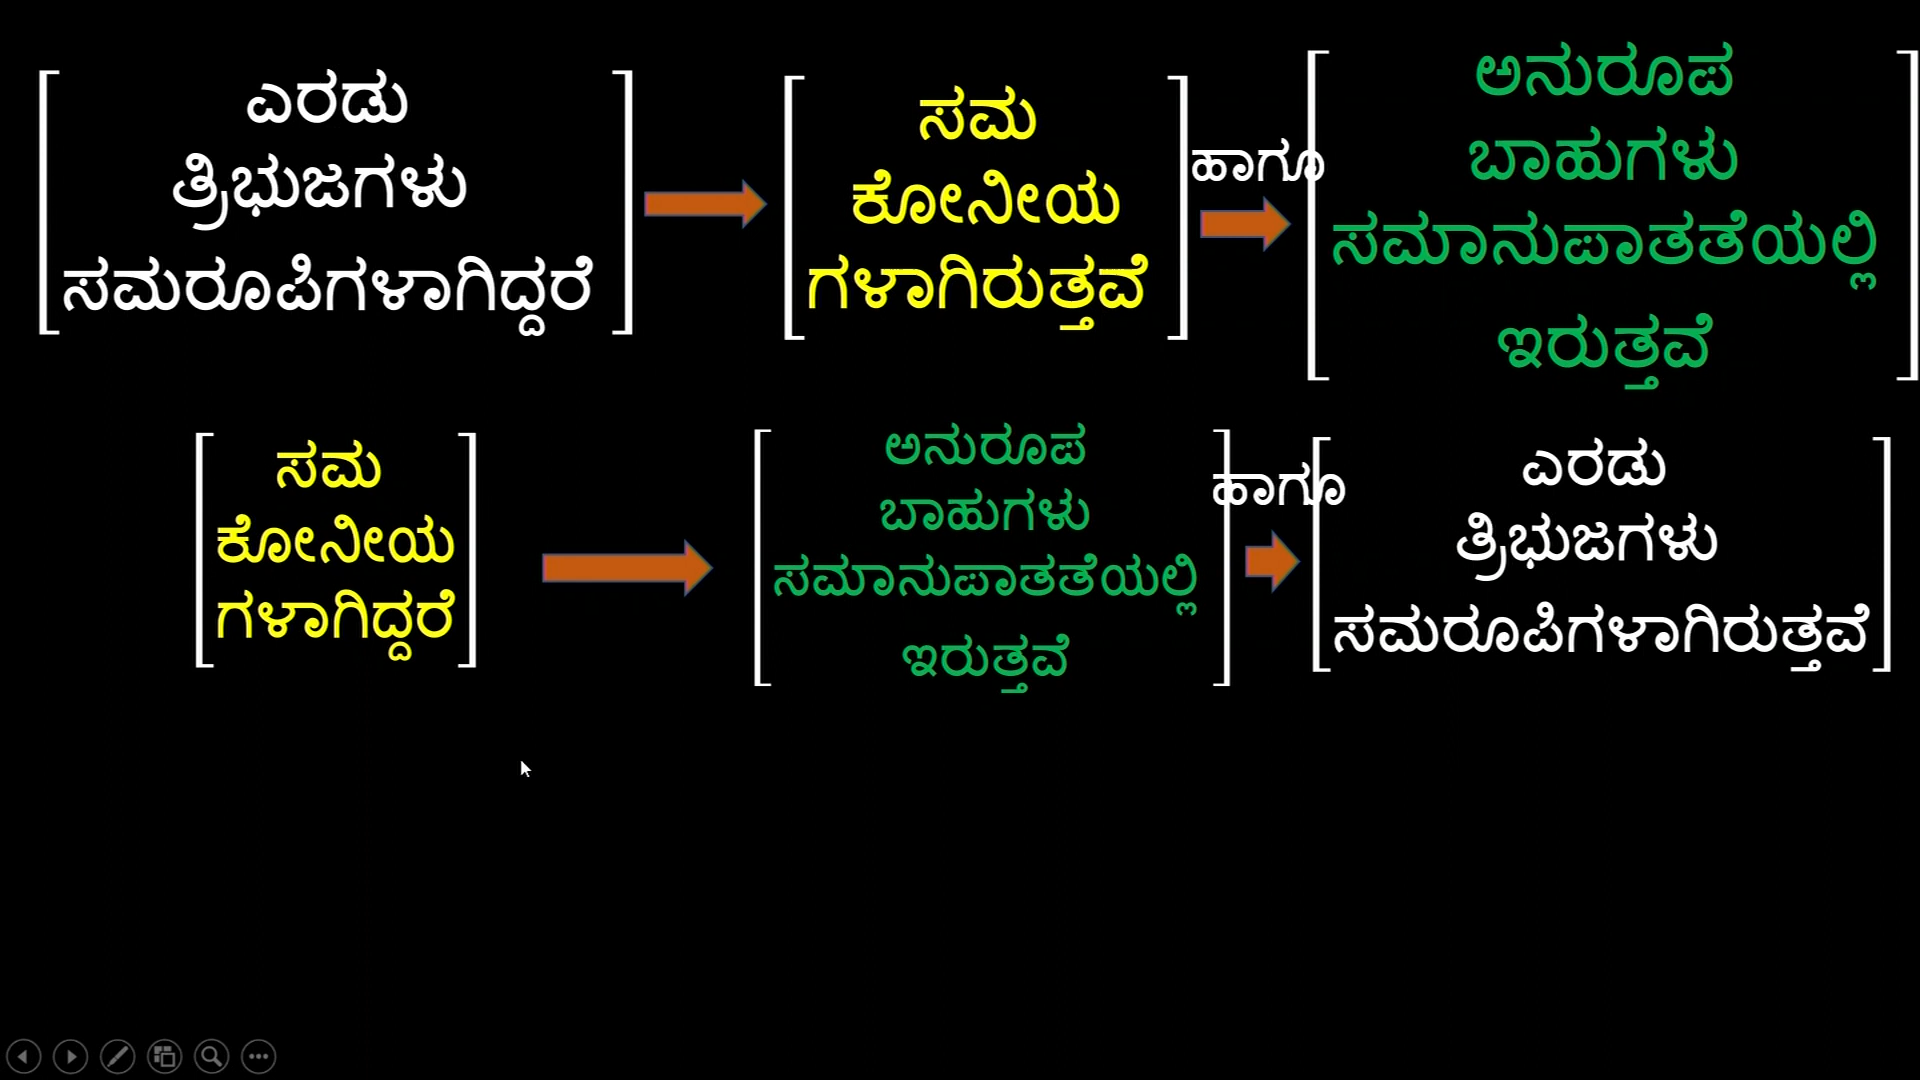 ಎರಡು
ತ್ರಿಭುಜಗಳು
ಸಮರೂಪಿಗಳಾಗಿದ್ದರೆ
ಸಮ
ಕೋನೀಯ
ಗಳಾಗಿರುತ್ತವೆ
ಹಾಗೂ
ಅನುರೂಪ
ಬಾಹುಗಳು
ಸಮಾನುಪಾತತೆಯಲ್ಲಿ
ಇರುತ್ತವೆ
ಸಮ
ಕೋನೀಯ
ಗಳಾಗಿದ್ದರೆ
ಅನುರೂಪ
ಬಾಹುಗಳು
ಸಮಾನುಪಾತತೆಯಲ್ಲಿ
ಇರುತ್ತವೆ
ಹಾಗೂ
ಎರಡು
ತ್ರಿಭುಜಗಳು
ಸಮರೂಪಿಗಳಾಗಿರುತ್ತವೆ